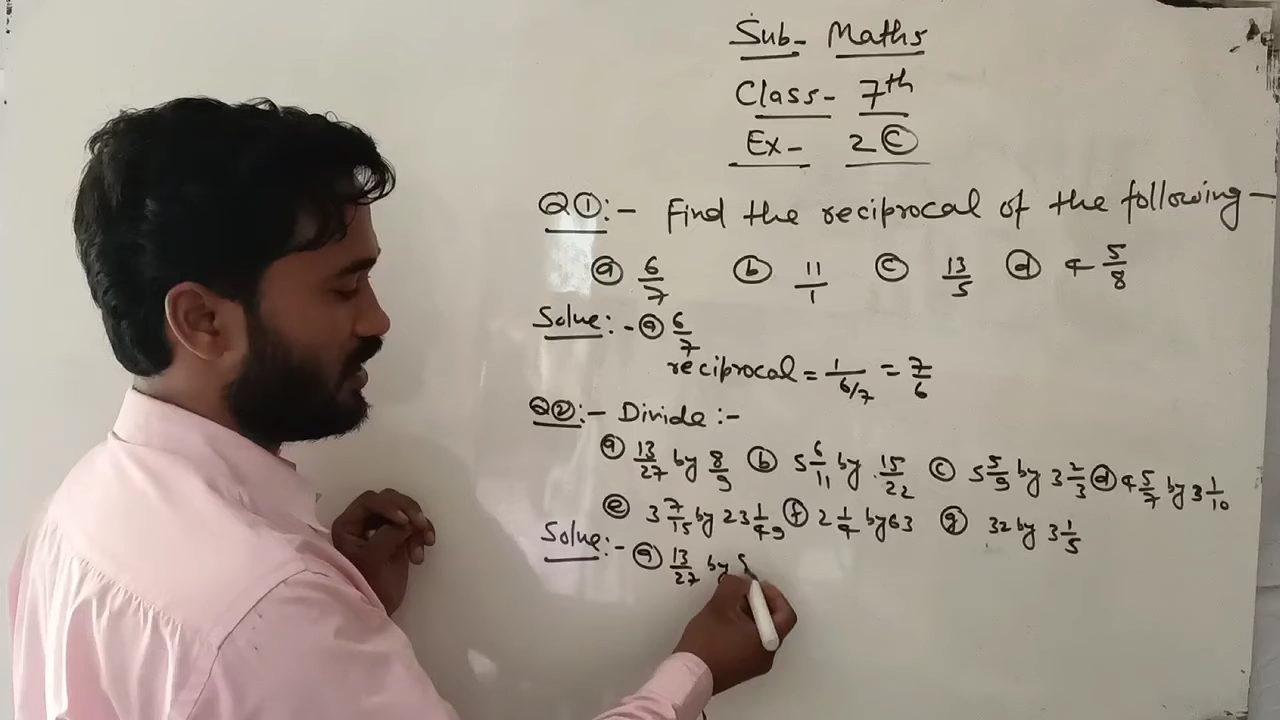 Sub- Maths
Class- 7th
Ex- 2 ⓒ
Q①:- Find the reciprocal of the following-
ⓐ 6/7 ⓑ 11/1 ⓒ 13/5 ⓓ 4 5/8
Solve:- ⓐ 6/7
reciprocal = 1/6/7 = 7/6
Q②:- Divide:-
ⓐ 13/27 by 8/9 ⓑ 5 6/11 by 15/22 ⓒ 5 5/9 by 3 2/3 ⓓ 4 5/7 by 3 1/10
ⓔ 3 7/15 by 23 1/49 ⓕ 2 1/4 by 63 ⓖ 32 by 3 1/5
Solve:- ⓐ 13/27 by